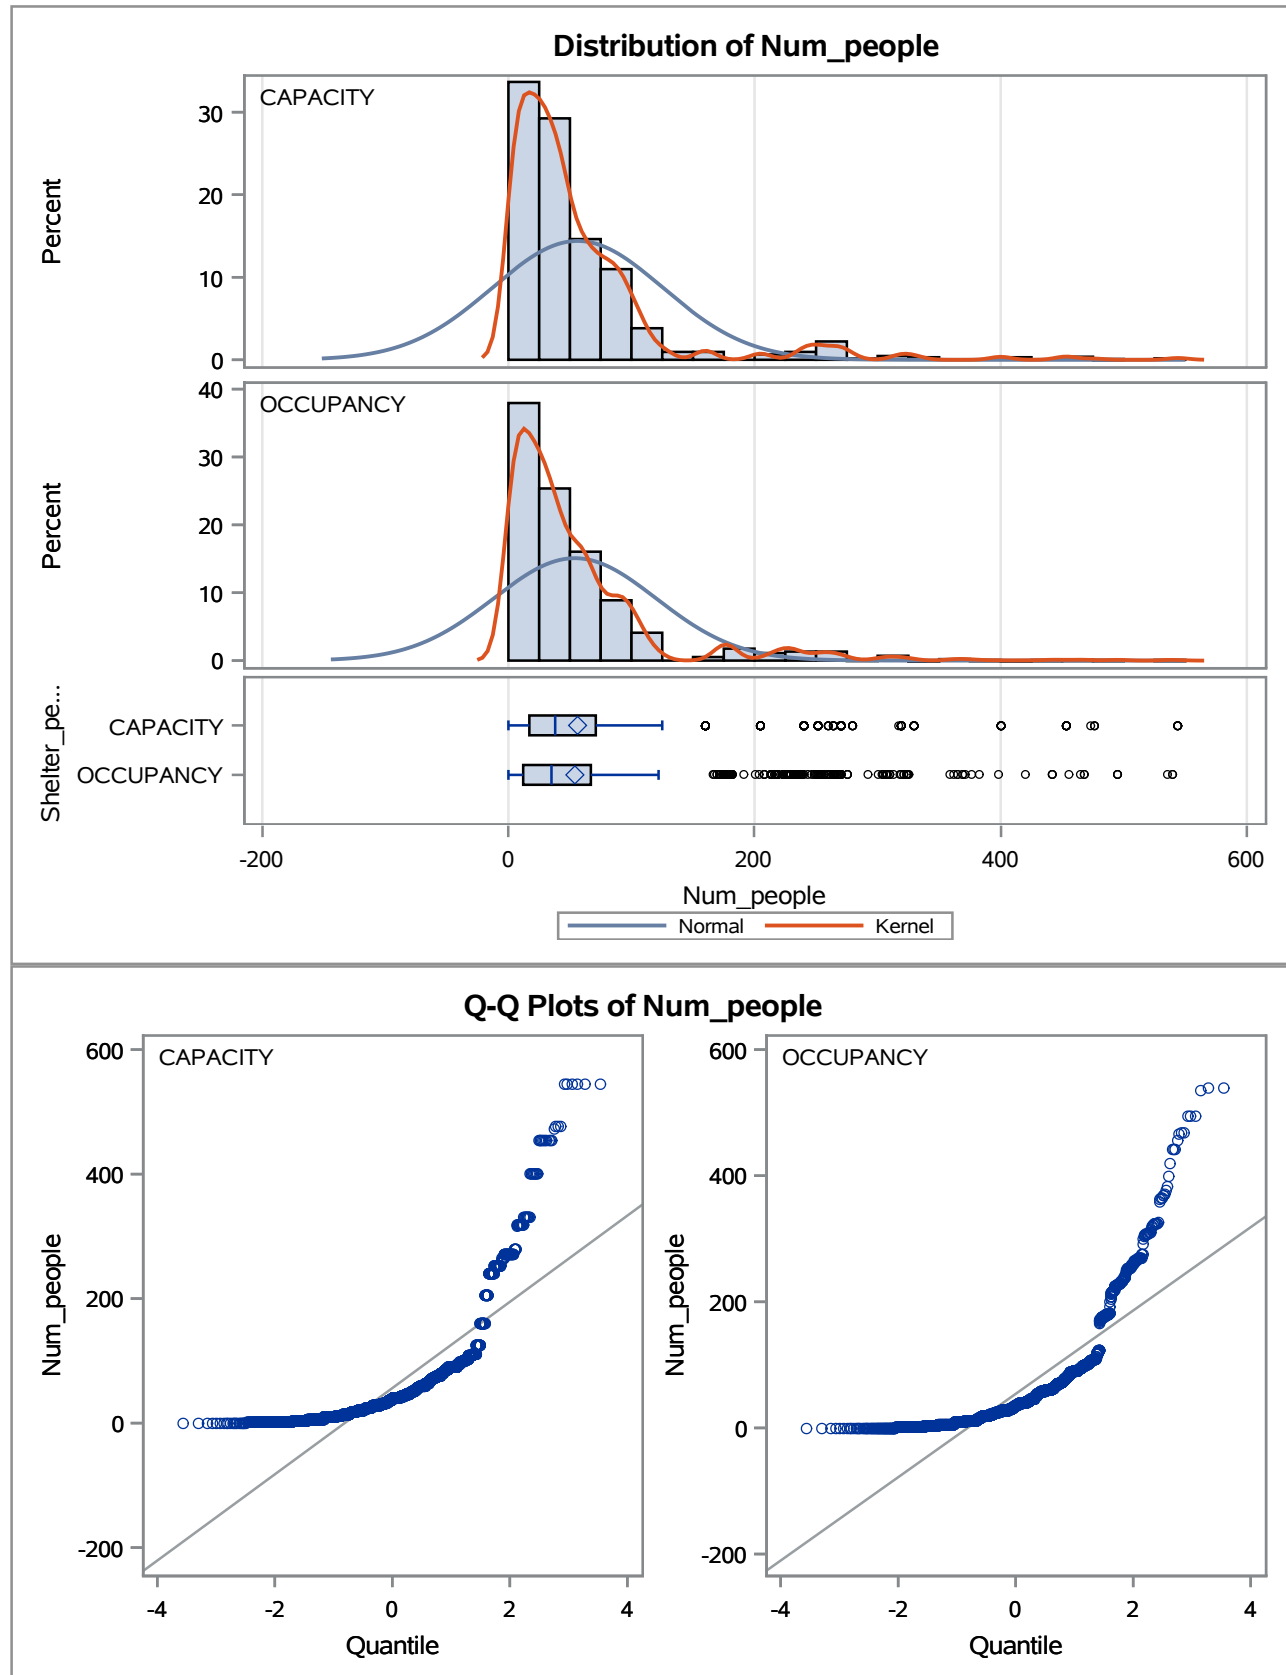 Distribution of Num_people
CAPACITY
Percent
30
20
10
0
OCCUPANCY
Percent
40
30
20
10
0
Shelter_pe...
CAPACITY
OCCUPANCY
-200 0 200 400 600
Num_people
Normal Kernel
Q-Q Plots of Num_people
CAPACITY
Num_people
600
400
200
0
-200
-4 -2 0 2 4
Quantile
OCCUPANCY
Num_people
600
400
200
0
-200
-4 -2 0 2 4
Quantile